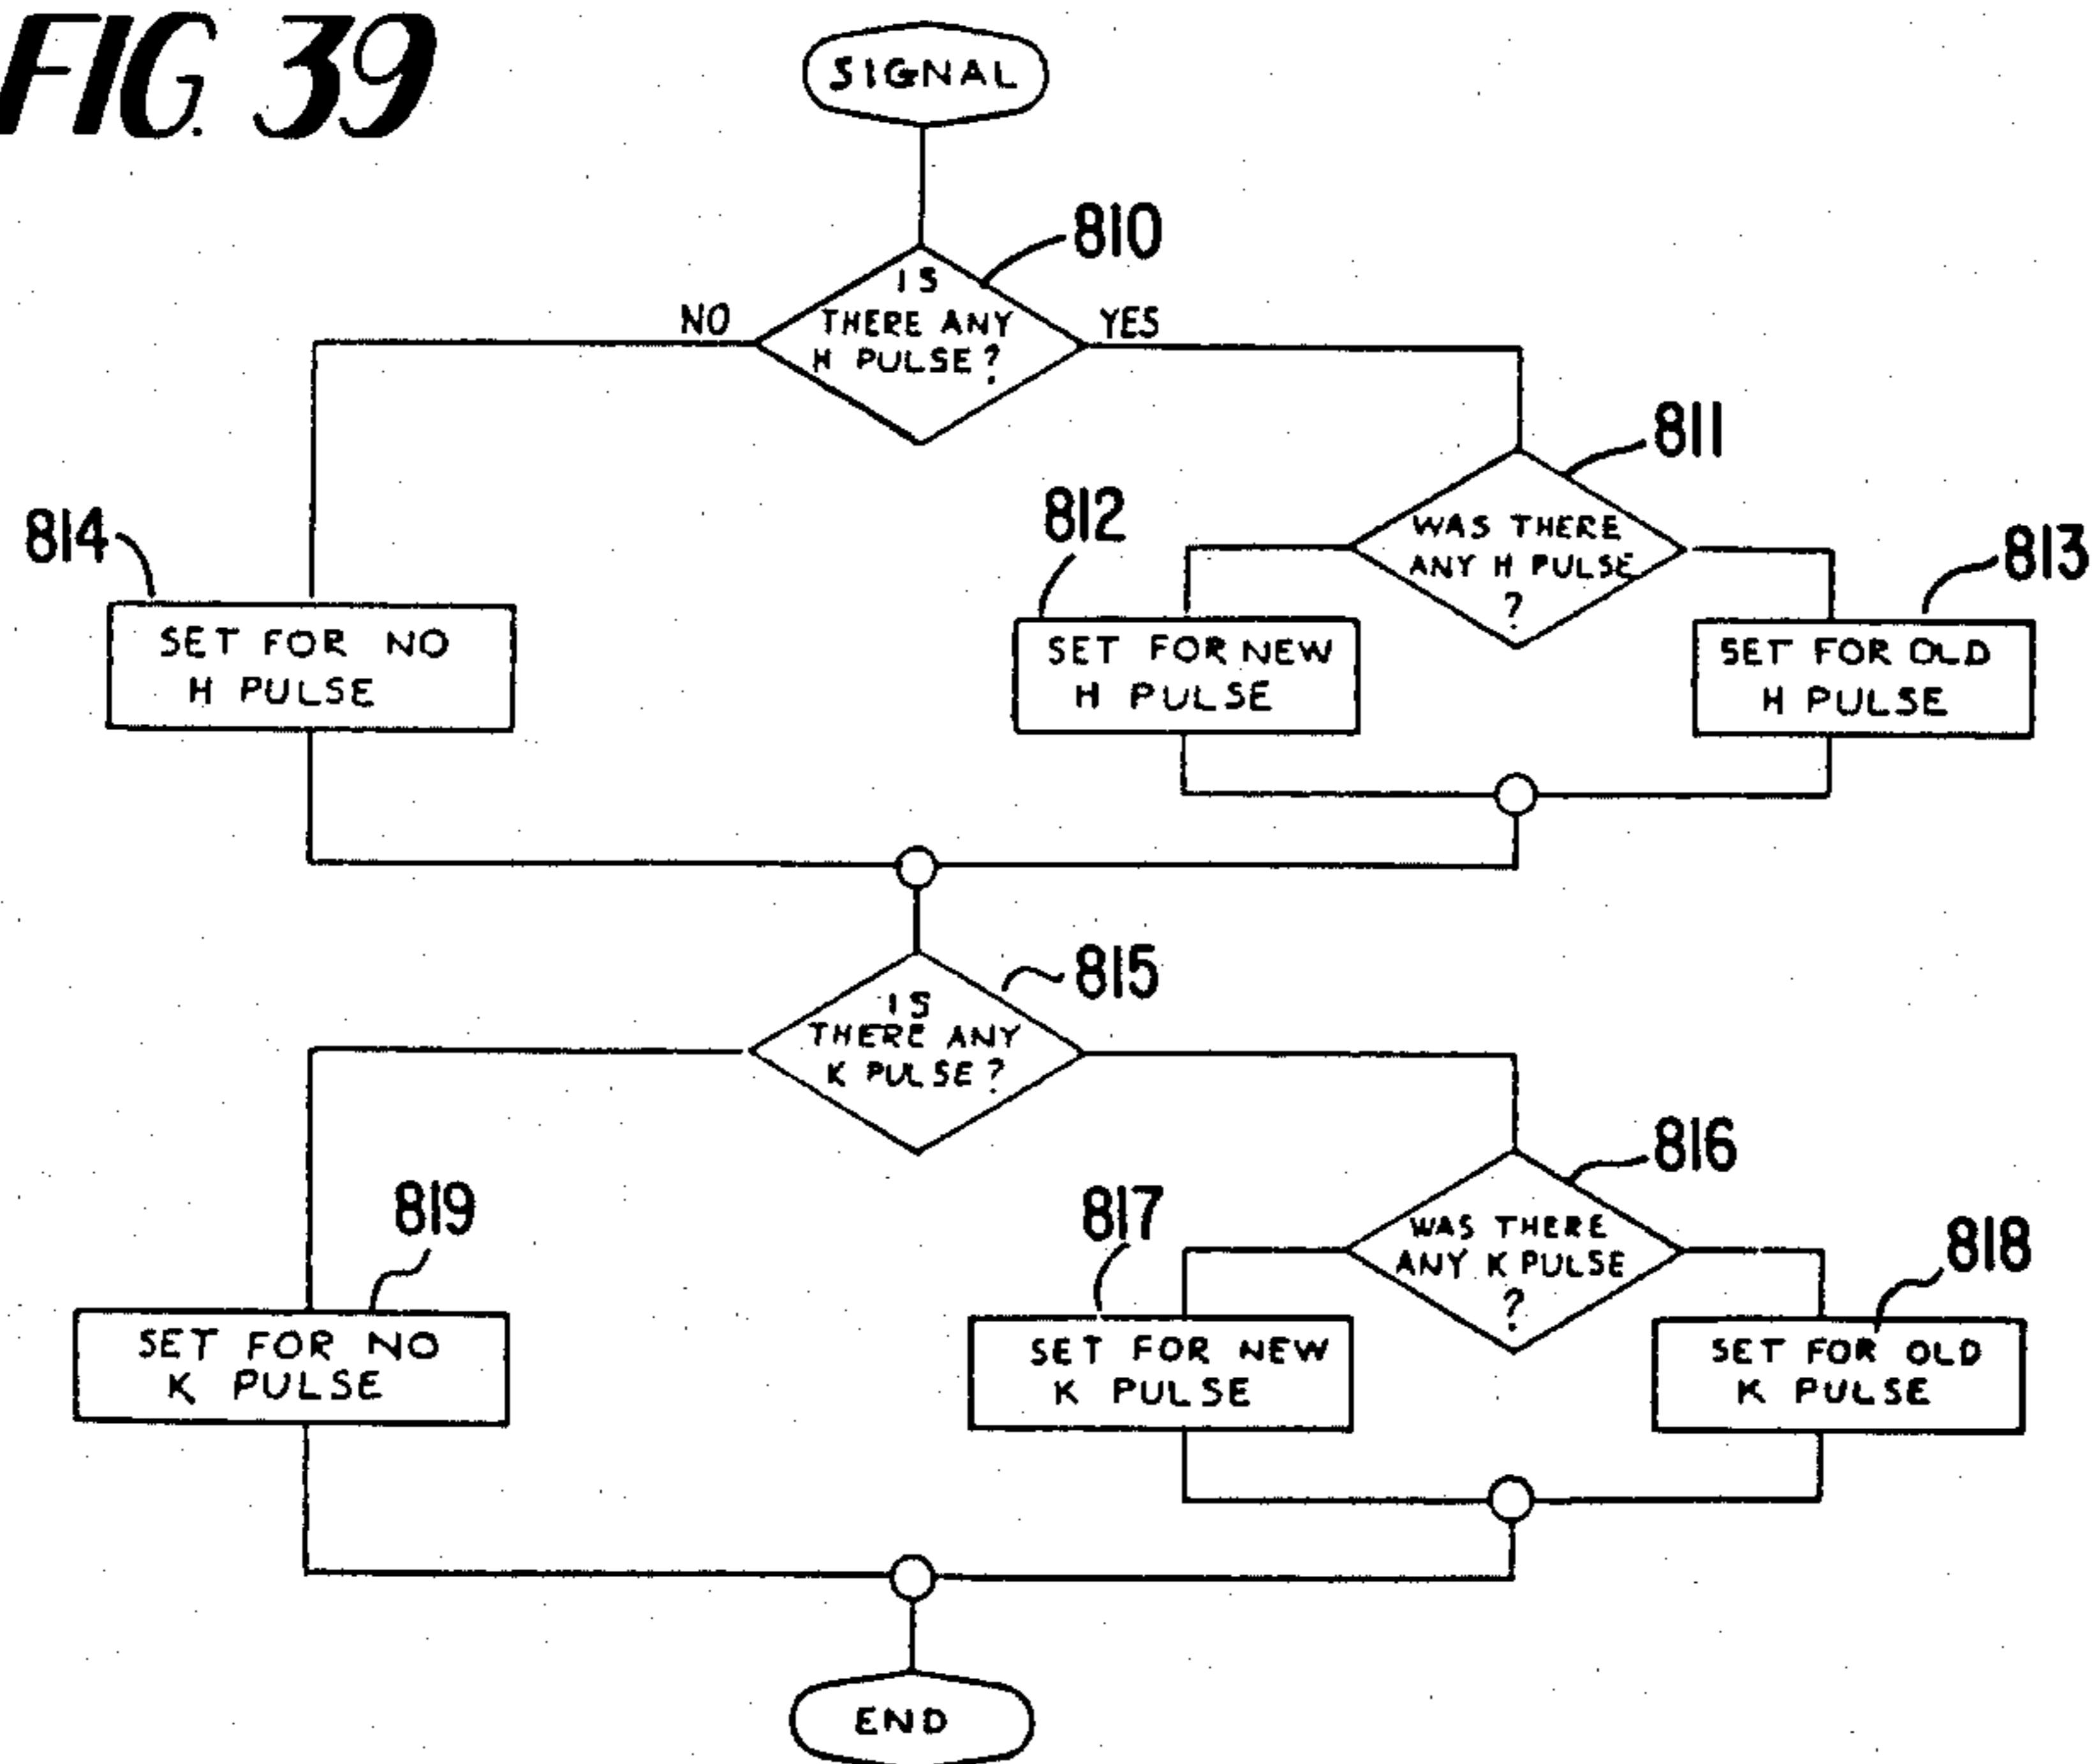 FIG. 39
SIGNAL
810
IS
THERE ANY
H PULSE?
NO
YES
811
WAS THERE
ANY H PULSE
?
812
813
814
SET FOR NO
H PULSE
SET FOR NEW
H PULSE
SET FOR OLD
H PULSE
815
IS
THERE ANY
K PULSE?
816
WAS THERE
ANY K PULSE
?
817
818
819
SET FOR NO
K PULSE
SET FOR NEW
K PULSE
SET FOR OLD
K PULSE
END